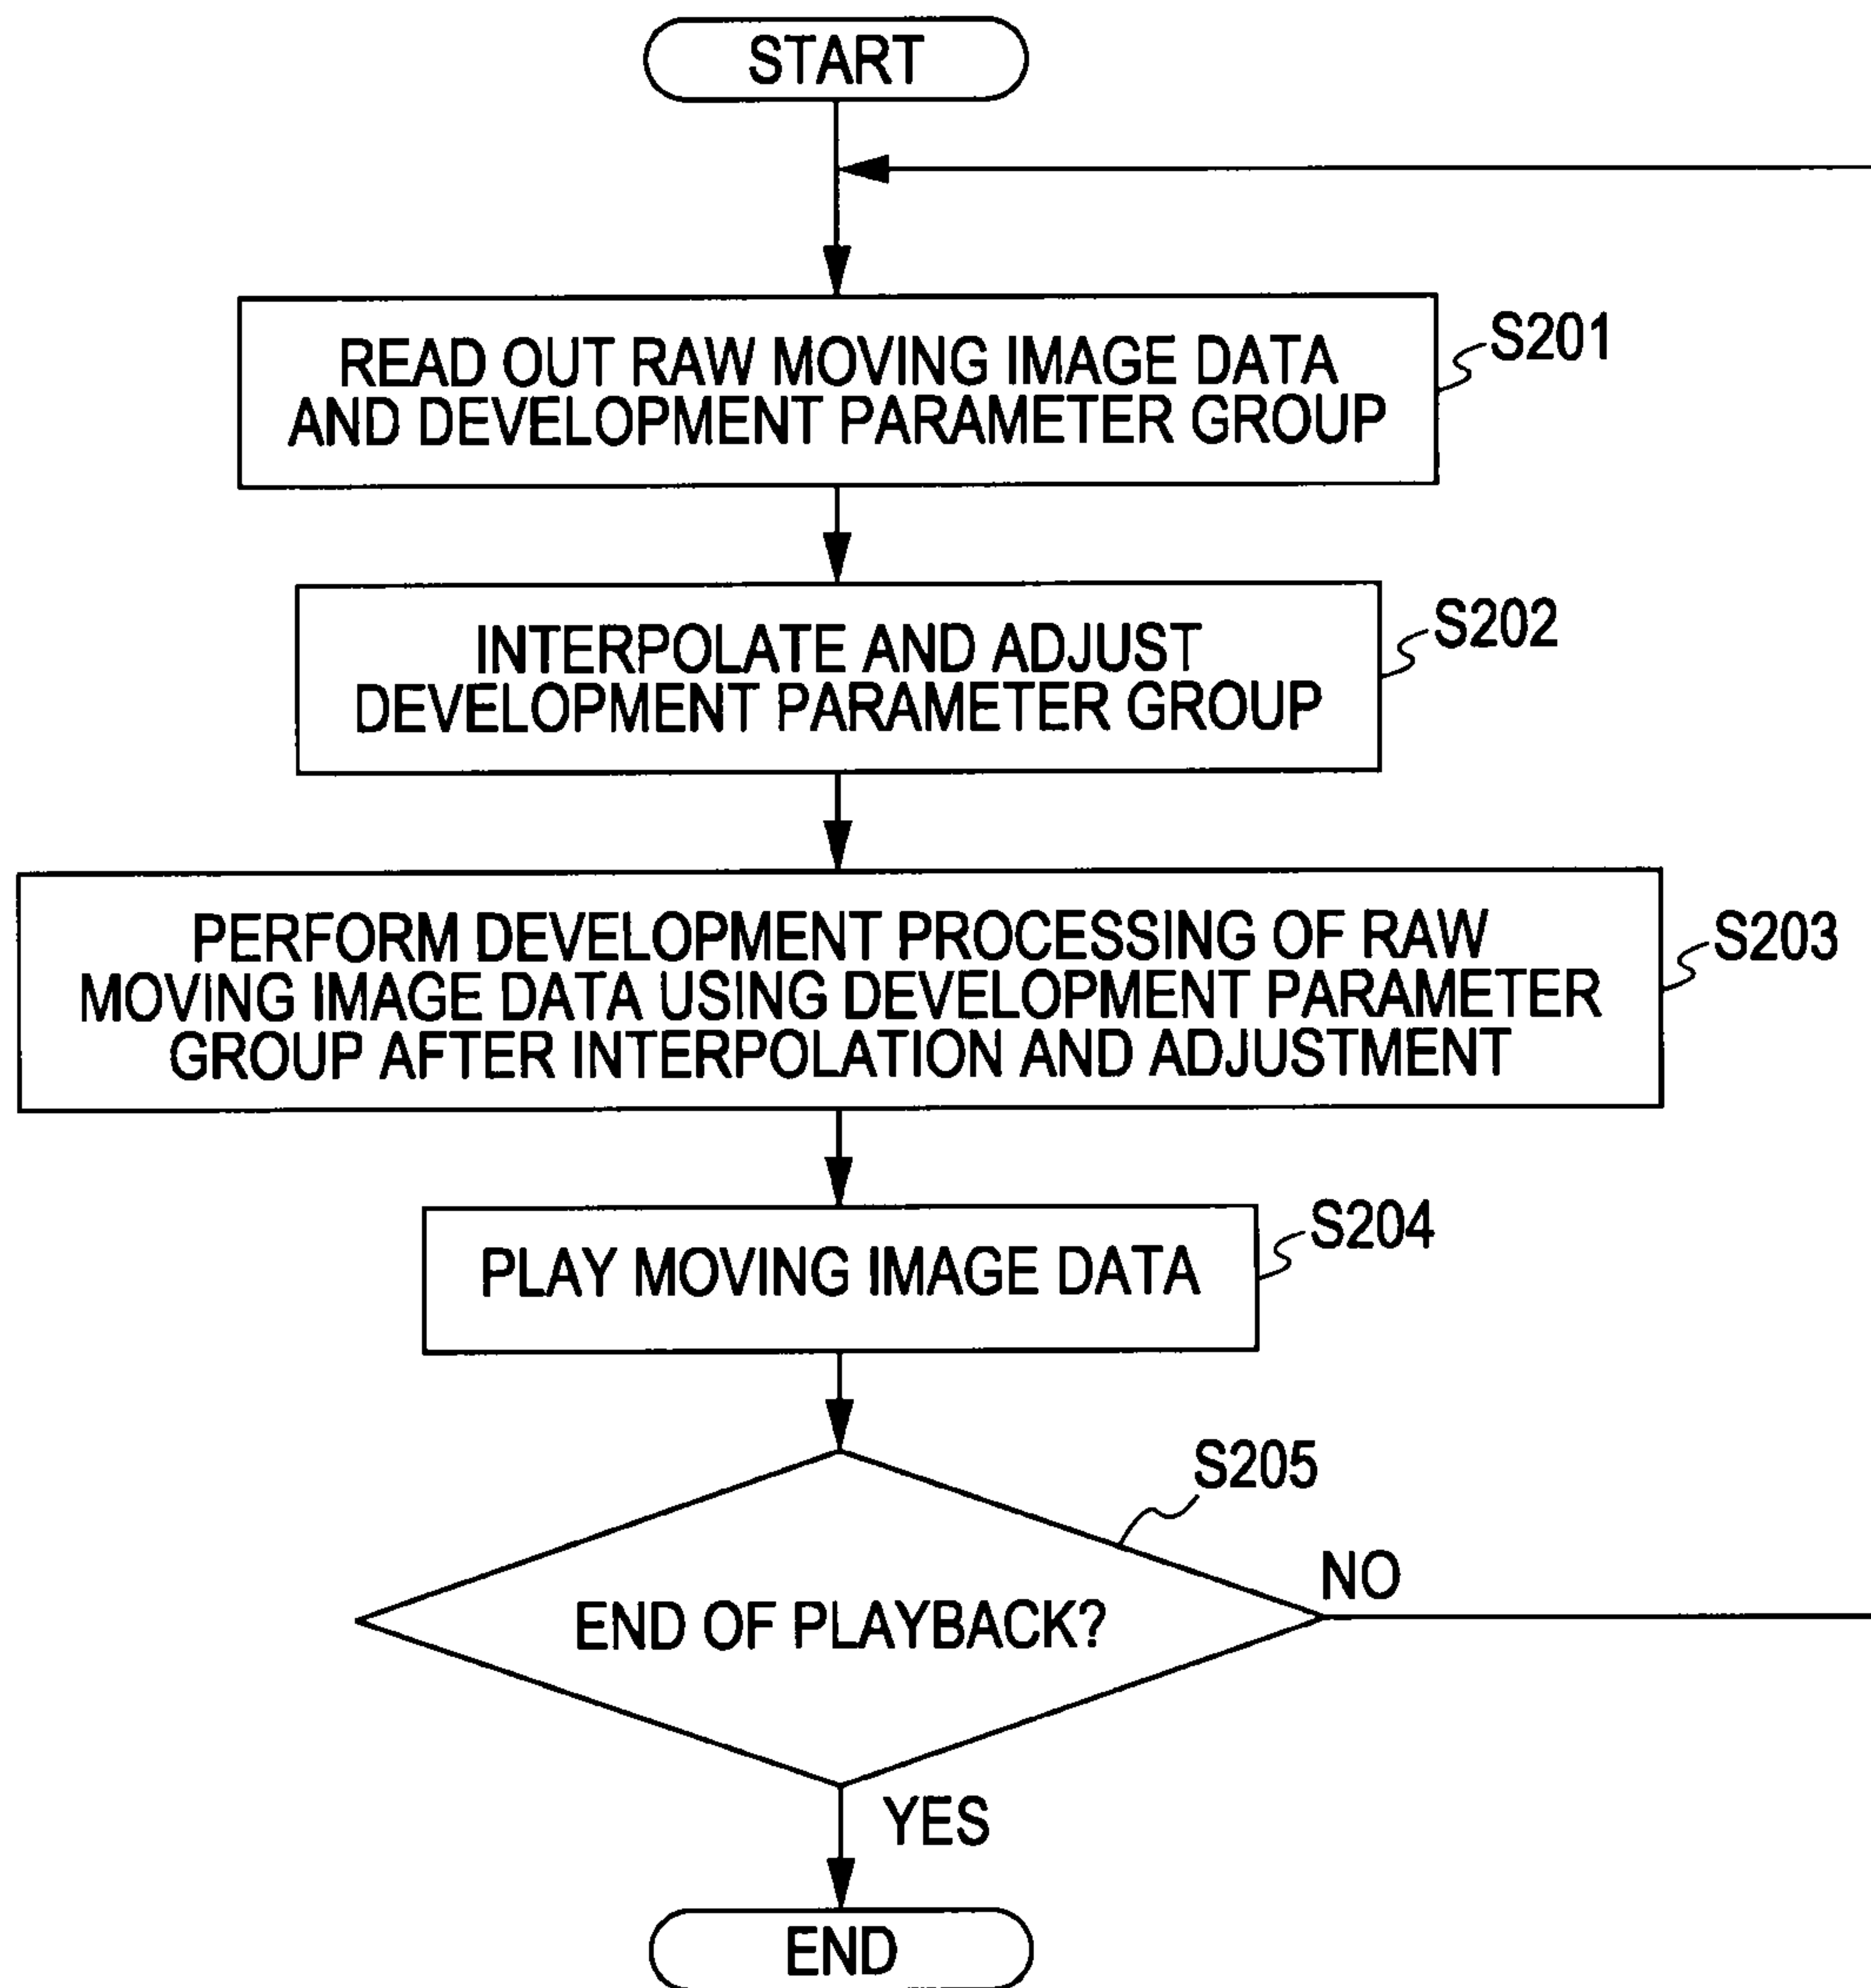 START
READ OUT RAW MOVING IMAGE DATA
AND DEVELOPMENT PARAMETER GROUP
S201
INTERPOLATE AND ADJUST
DEVELOPMENT PARAMETER GROUP
S202
PERFORM DEVELOPMENT PROCESSING OF RAW
MOVING IMAGE DATA USING DEVELOPMENT PARAMETER
GROUP AFTER INTERPOLATION AND ADJUSTMENT
S203
PLAY MOVING IMAGE DATA
S204
S205
END OF PLAYBACK?
NO
YES
END